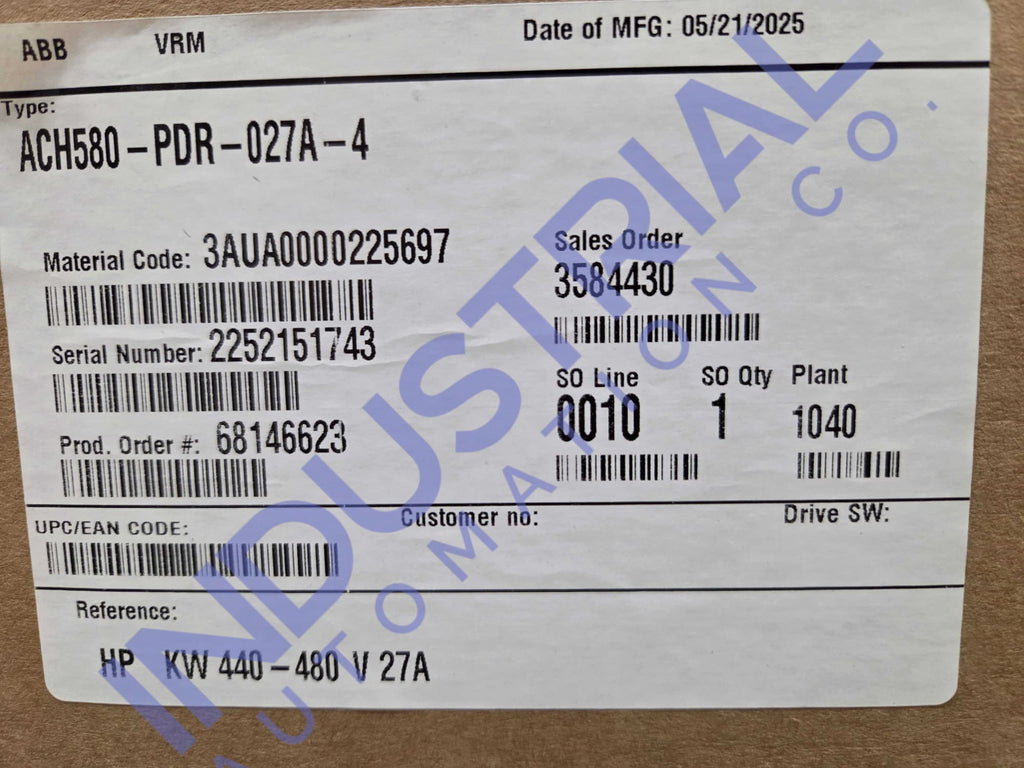 ABB VRM Date of MFG: 05/21/2025
Type:
ACH580-PDR-027A-4
Material Code: 3AUA0000225697
Sales Order
3584430
Serial Number: 2252151743
SO Line SO Qty Plant
0010 1 1040
Prod. Order #: 68146623
UPC/EAN CODE: Customer no: Drive SW:
Reference:
HP KW 440-480 V 27A
INDUSTRIAL
AUTOMATION CO.